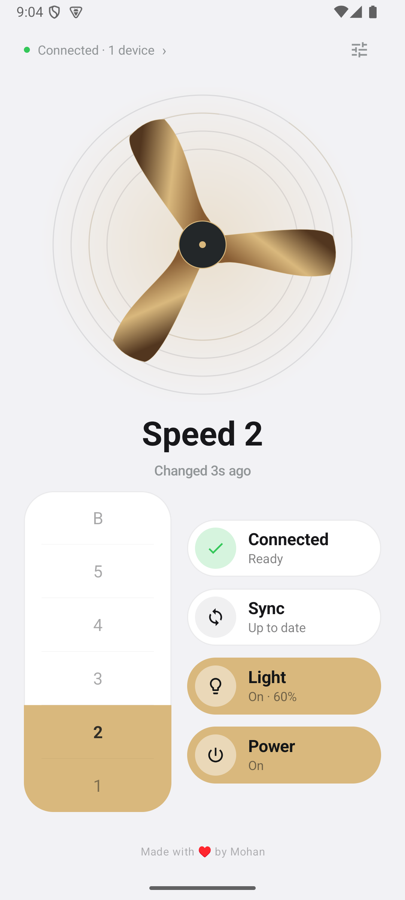 9:04
Connected · 1 device ›
Speed 2
Changed 3s ago
B
5
4
3
2
1
Connected
Ready
Sync
Up to date
Light
On · 60%
Power
On
Made with ❤️ by Mohan